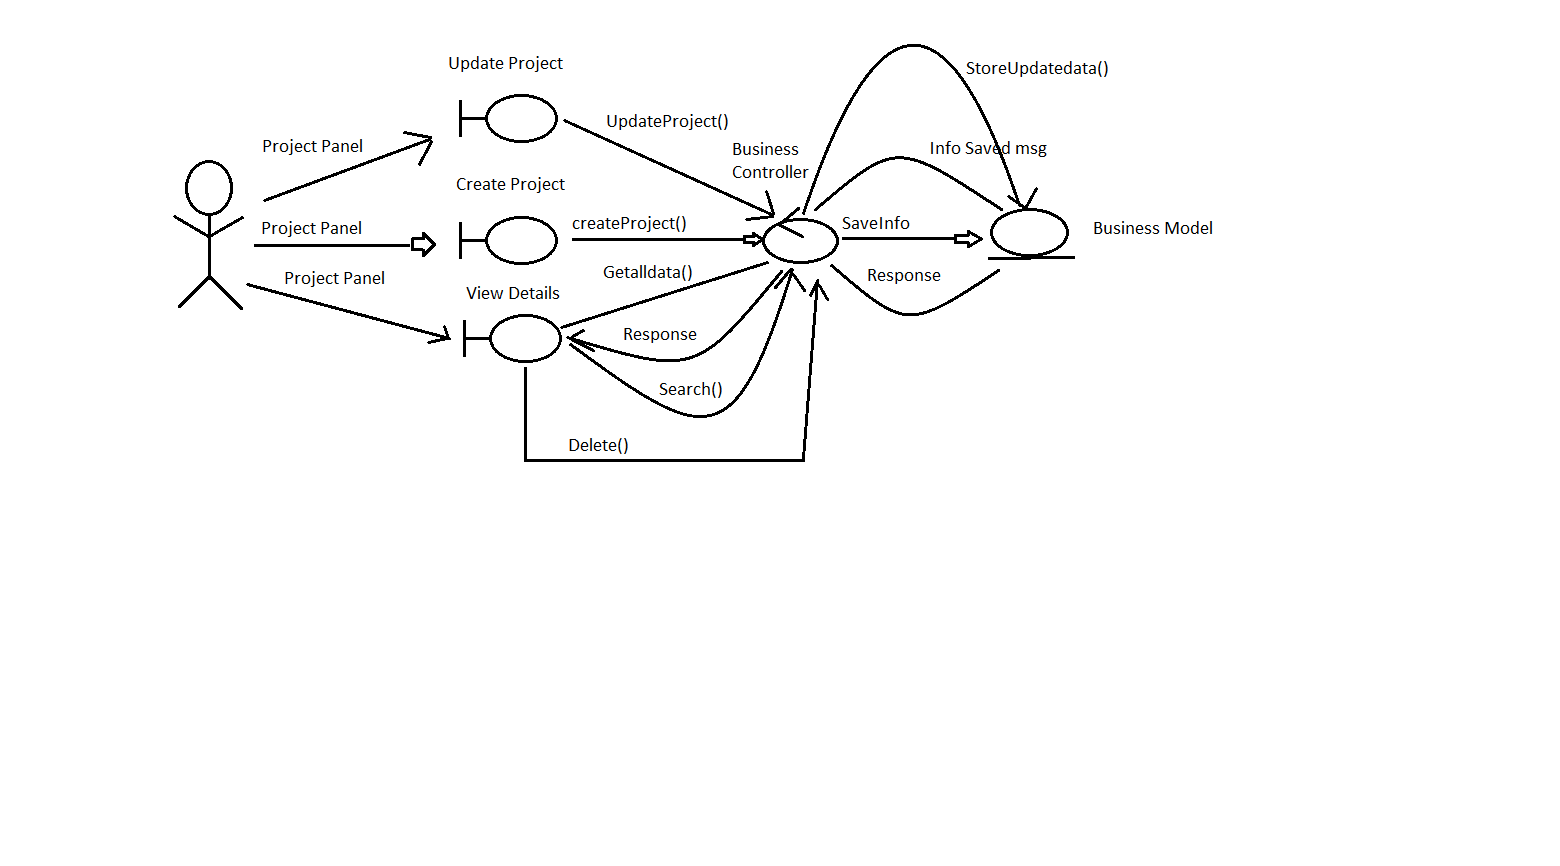 Update Project
StoreUpdatedata()
UpdateProject()
Project Panel
Business
Controller
Info Saved msg
Create Project
Project Panel
createProject()
SaveInfo
Business Model
Project Panel
Getalldata()
Response
View Details
Response
Search()
Delete()